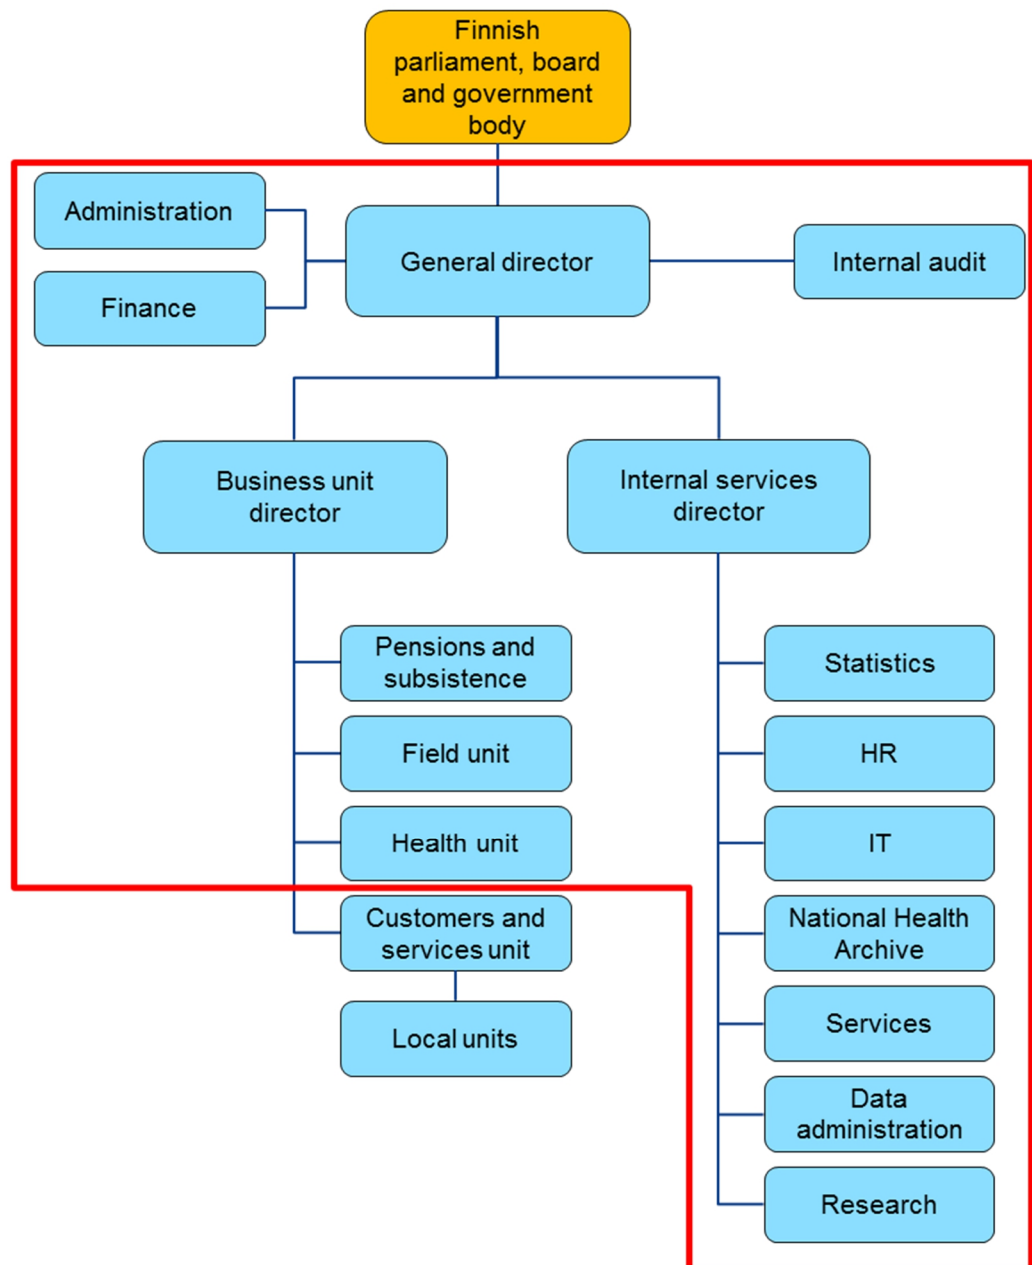 Finnish
parliament, board
and government
body
Administration
General director
Internal audit
Finance
Business unit
director
Internal services
director
Pensions and
subsistence
Statistics
Field unit
HR
Health unit
IT
Customers and
services unit
National Health
Archive
Local units
Services
Data
administration
Research